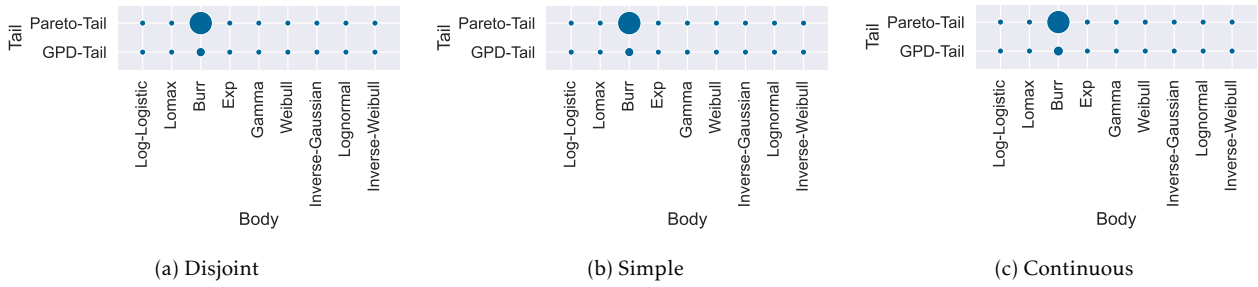 Tail
Pareto-Tail
GPD-Tail
Log-Logistic
Lomax
Burr
Exp
Gamma
Weibull
Inverse-Gaussian
Lognormal
Inverse-Weibull
Body
(a) Disjoint
Tail
Pareto-Tail
GPD-Tail
Log-Logistic
Lomax
Burr
Exp
Gamma
Weibull
Inverse-Gaussian
Lognormal
Inverse-Weibull
Body
(b) Simple
Tail
Pareto-Tail
GPD-Tail
Log-Logistic
Lomax
Burr
Exp
Gamma
Weibull
Inverse-Gaussian
Lognormal
Inverse-Weibull
Body
(c) Continuous